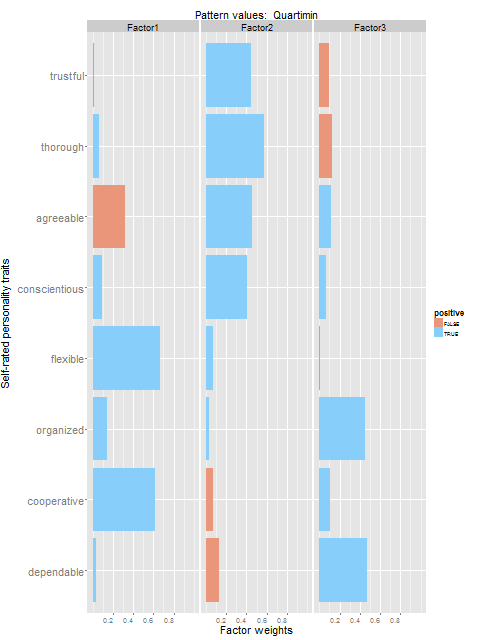 Pattern values: Quartimin
Factor1 Factor2 Factor3
trustful
thorough
agreeable
conscientious
flexible
organized
cooperative
dependable
Self-rated personality traits
0.2 0.4 0.6 0.8 0.2 0.4 0.6 0.8 0.2 0.4 0.6 0.8
Factor weights
positive
FALSE
TRUE